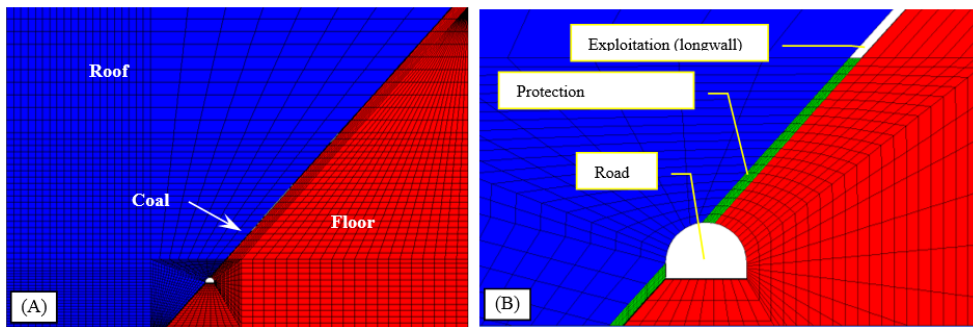 Roof
Coal
Floor
(A)
Exploitation (longwall)
Protection
Road
(B)